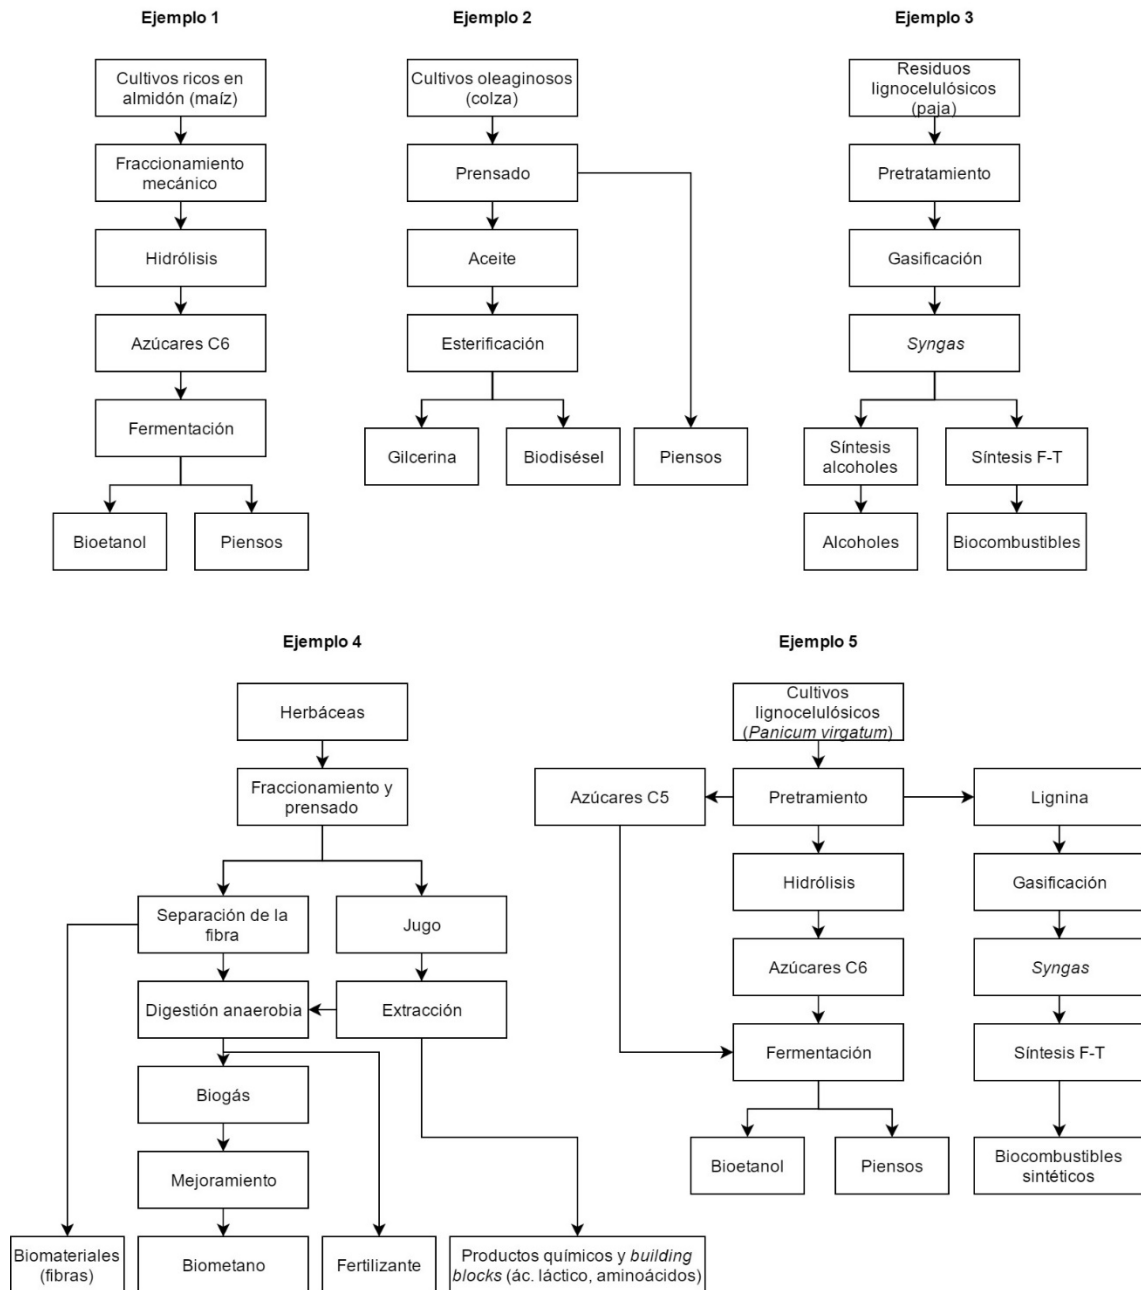 Ejemplo 1
Cultivos ricos en
almidón (maíz)
Fraccionamiento
mecánico
Hidrólisis
Azúcares C6
Fermentación
Bioetanol
Piensos
Ejemplo 2
Cultivos oleaginosos
(colza)
Prensado
Aceite
Esterificación
Gilcerina
Biodisésel
Piensos
Ejemplo 3
Residuos
lignocelulósicos
(paja)
Pretratamiento
Gasificación
Syngas
Síntesis
alcoholes
Síntesis F-T
Alcoholes
Biocombustibles
Ejemplo 4
Herbáceas
Fraccionamiento y
prensado
Separación de la
fibra
Jugo
Digestión anaerobia
Extracción
Biogás
Mejoramiento
Biomateriales
(fibras)
Biometano
Fertilizante
Productos químicos y building
blocks (ác. láctico, aminoácidos)
Ejemplo 5
Cultivos
lignocelulósicos
(Panicum virgatum)
Azúcares C5
Pretramiento
Lignina
Hidrólisis
Gasificación
Azúcares C6
Syngas
Fermentación
Síntesis F-T
Bioetanol
Piensos
Biocombustibles
sintéticos